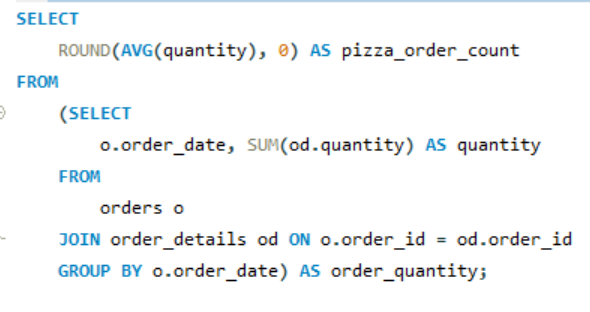 SELECT
ROUND(AVG(quantity), 0) AS pizza_order_count
FROM
(SELECT
o.order_date, SUM(od.quantity) AS quantity
FROM
orders o
JOIN order_details od ON o.order_id = od.order_id
GROUP BY o.order_date) AS order_quantity;